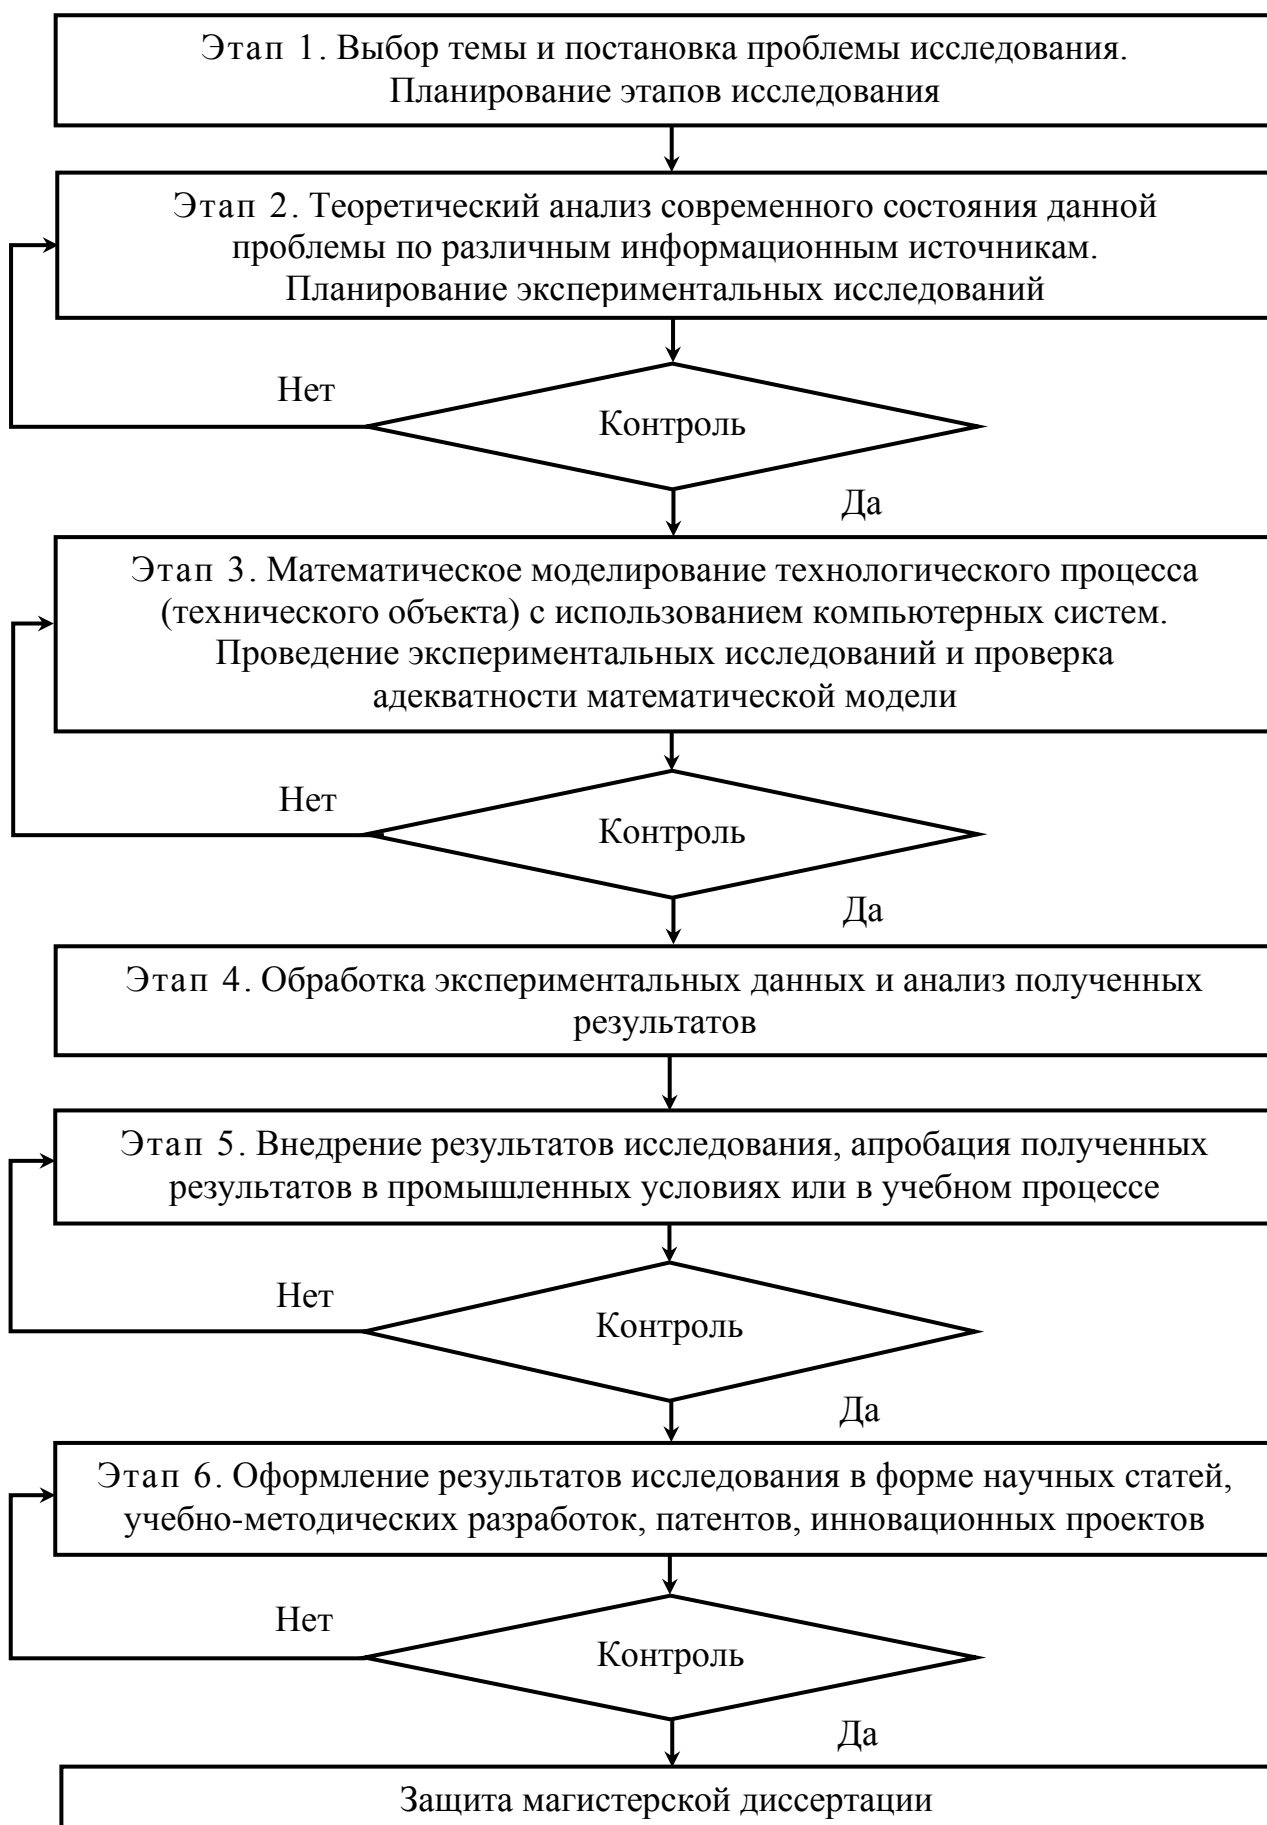 Этап 1. Выбор темы и постановка проблемы исследования.
Планирование этапов исследования
Этап 2. Теоретический анализ современного состояния данной
проблемы по различным информационным источникам.
Планирование экспериментальных исследований
Нет
Контроль
Да
Этап 3. Математическое моделирование технологического процесса
(технического объекта) с использованием компьютерных систем.
Проведение экспериментальных исследований и проверка
адекватности математической модели
Нет
Контроль
Да
Этап 4. Обработка экспериментальных данных и анализ полученных
результатов
Этап 5. Внедрение результатов исследования, апробация полученных
результатов в промышленных условиях или в учебном процессе
Нет
Контроль
Да
Этап 6. Оформление результатов исследования в форме научных статей,
учебно-методических разработок, патентов, инновационных проектов
Нет
Контроль
Да
Защита магистерской диссертации